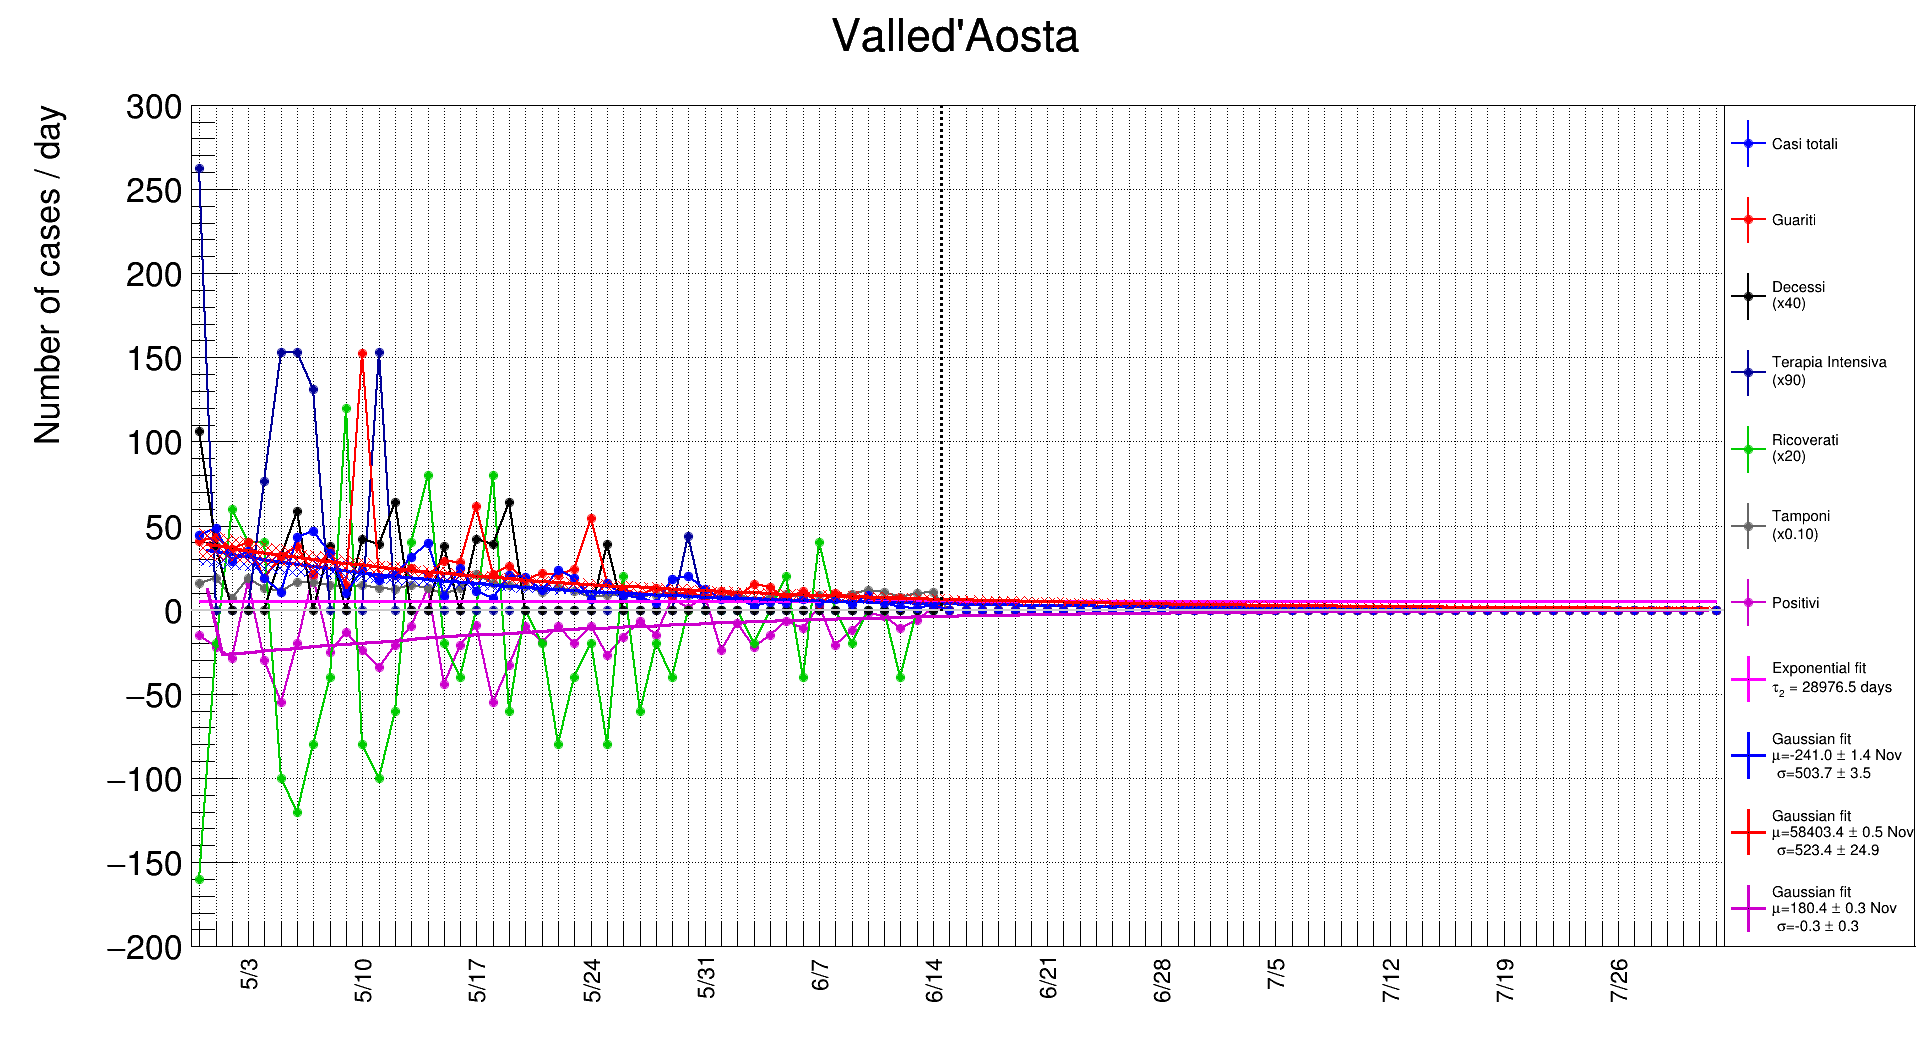 Valled'Aosta
Number of cases / day
300
250
200
150
100
50
0
−50
−100
−150
−200
5/3
5/10
5/17
5/24
5/31
6/7
6/14
6/21
6/28
7/5
7/12
7/19
7/26
Casi totali
Guariti
Decessi
(x40)
Terapia Intensiva
(x90)
Ricoverati
(x20)
Tamponi
(x0.10)
Positivi
Exponential fit
τ2 = 28976.5 days
Gaussian fit
μ=-241.0 ± 1.4 Nov
σ=503.7 ± 3.5
Gaussian fit
μ=58403.4 ± 0.5 Nov
σ=523.4 ± 24.9
Gaussian fit
μ=180.4 ± 0.3 Nov
σ=-0.3 ± 0.3